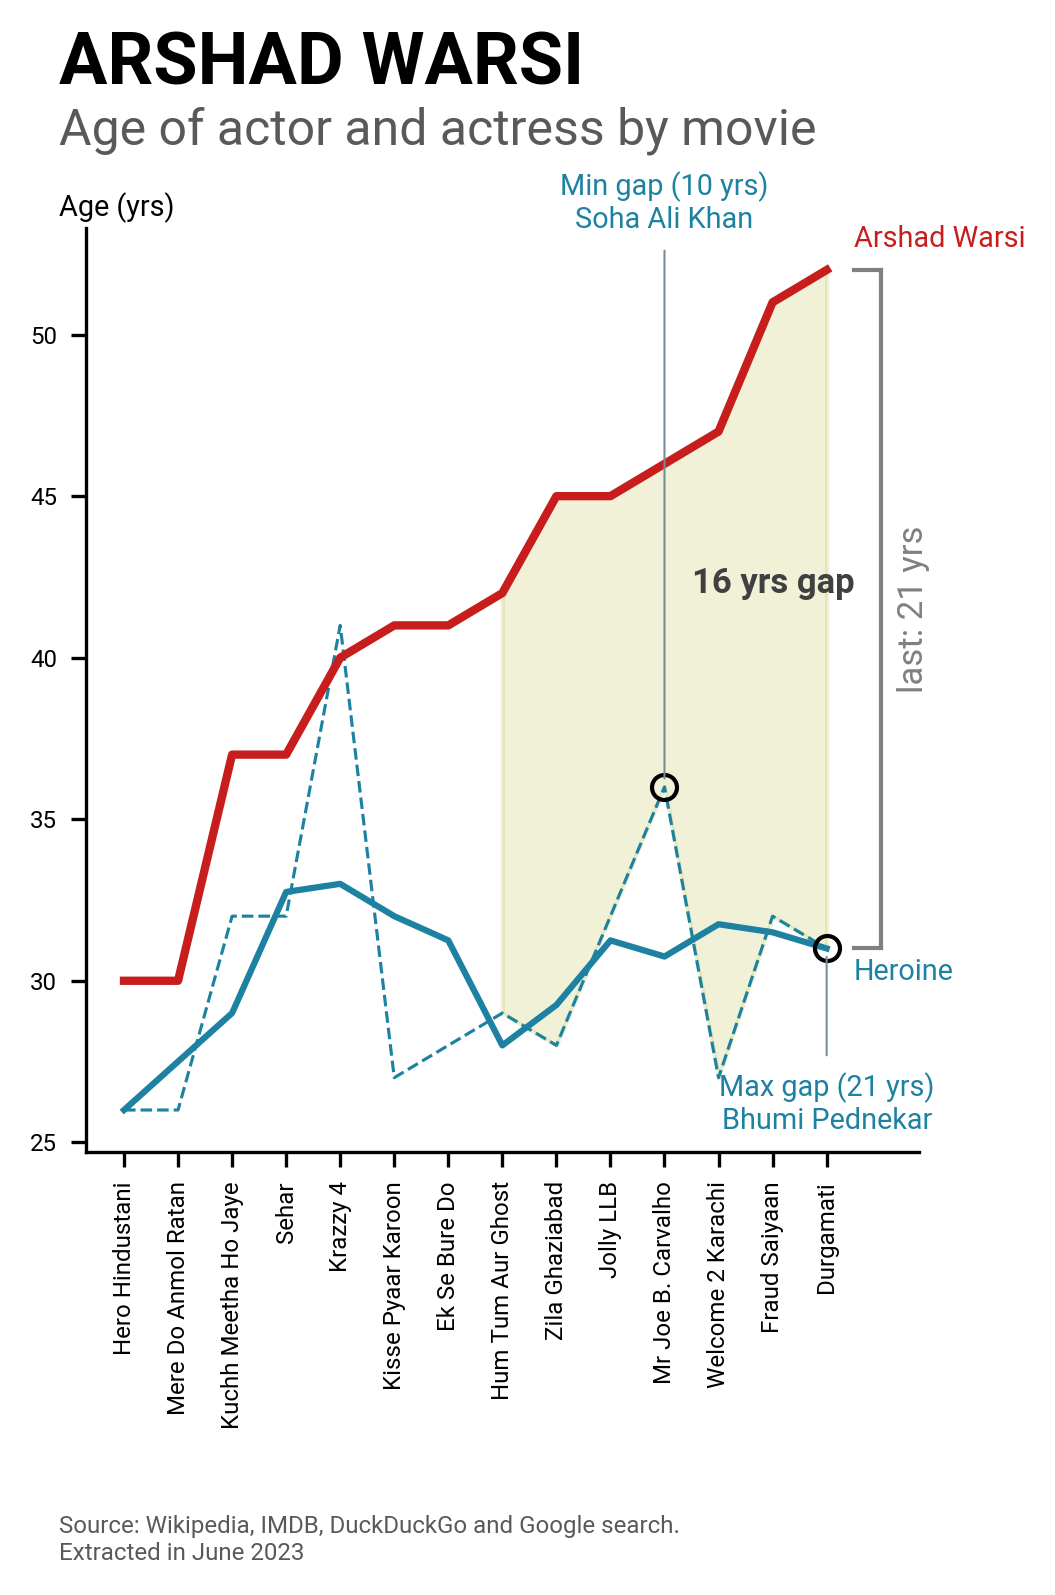 ARSHAD WARSI
Age of actor and actress by movie
Min gap (10 yrs)
Soha Ali Khan
Age (yrs)
Arshad Warsi
50
45
40
35
30
25
16 yrs gap
last: 21 yrs
Heroine
Max gap (21 yrs)
Bhumi Pednekar
Hero Hindustani
Mere Do Anmol Ratan
Kuchh Meetha Ho Jaye
Sehar
Krazzy 4
Kisse Pyaar Karoon
Ek Se Bure Do
Hum Tum Aur Ghost
Zila Ghaziabad
Jolly LLB
Mr Joe B. Carvalho
Welcome 2 Karachi
Fraud Saiyaan
Durgamati
Source: Wikipedia, IMDB, DuckDuckGo and Google search.
Extracted in June 2023